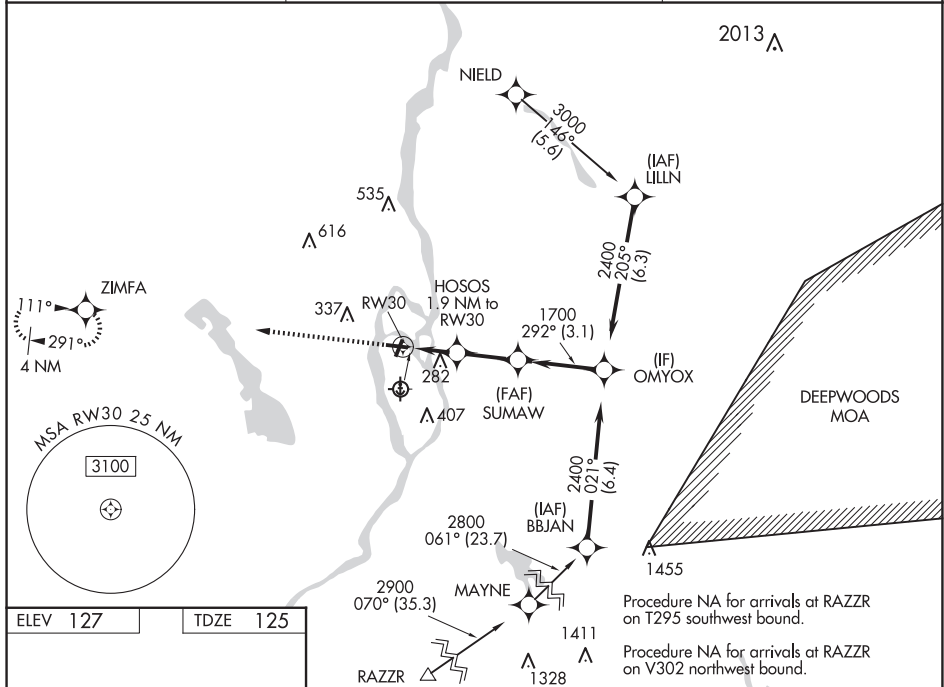 2013
NIELD
3000
146°
(5.6)
(IAF)
LILLN
535
616
2400
205°
(6.3)
ZIMFA
111°
291°
4 NM
337
RW30
HOSOS
1.9 NM to
RW30
1700
292° (3.1)
282
(FAF)
SUMAW
(IF)
OMYOX
407
DEEPWOODS
MOA
MSA RW30 25 NM
3100
2400
021°
(6.4)
(IAF)
BBJAN
2800
061° (23.7)
1455
MAYNE
2900
070° (35.3)
RAZZR
1411
1328
Procedure NA for arrivals at RAZZR
on T295 southwest bound.
Procedure NA for arrivals at RAZZR
on V302 northwest bound.
ELEV 127
TDZE 125